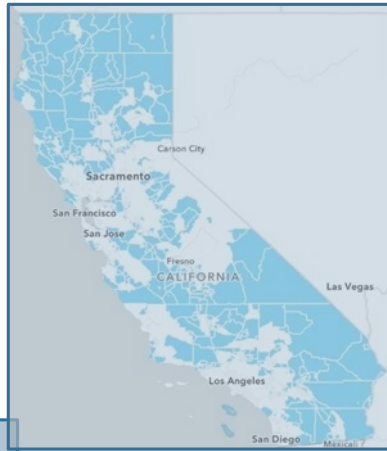 Carson City
Sacramento
San Francisco
San Jose
Fresno
CALIFORNIA
Las Vegas
Los Angeles
San Diego
Mexicali